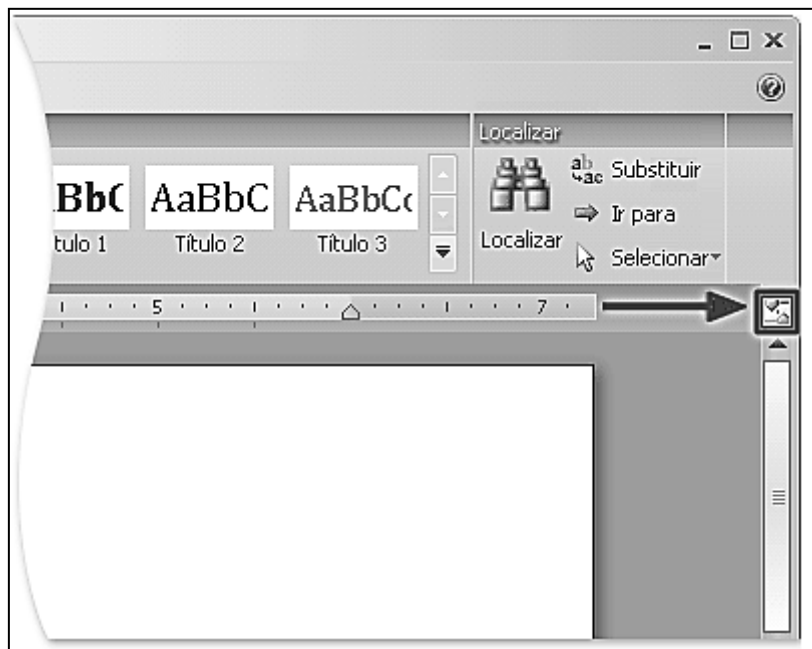 Localizar
BbC AaBbC AaBbCc
Substituir
Ir para
tulo 1 Título 2 Título 3
Localizar
Selecionar
5 7